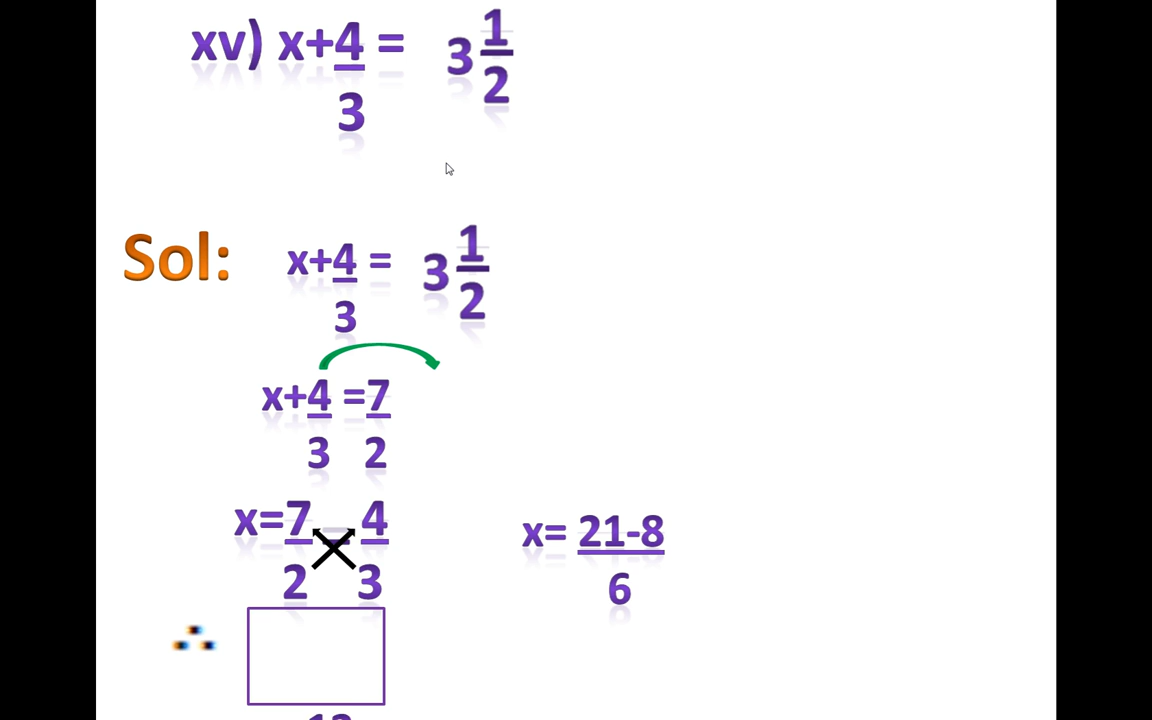 xv) x+4 = 3 1
3 2
Sol: x+4 = 3 1
3 2
x+4 =7
3 2
x=7 - 4
2 3
x= 21-8
6
∴